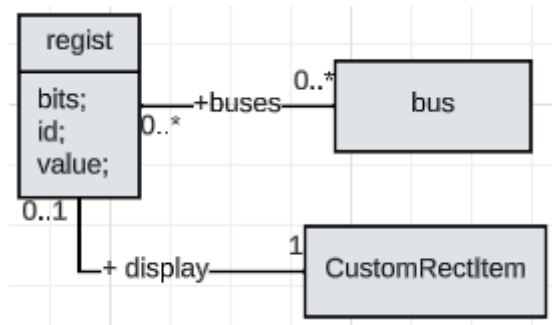 regist
bits;
id;
value;
0..*
+buses
0..*
bus
0..1
+ display
1
CustomRectItem